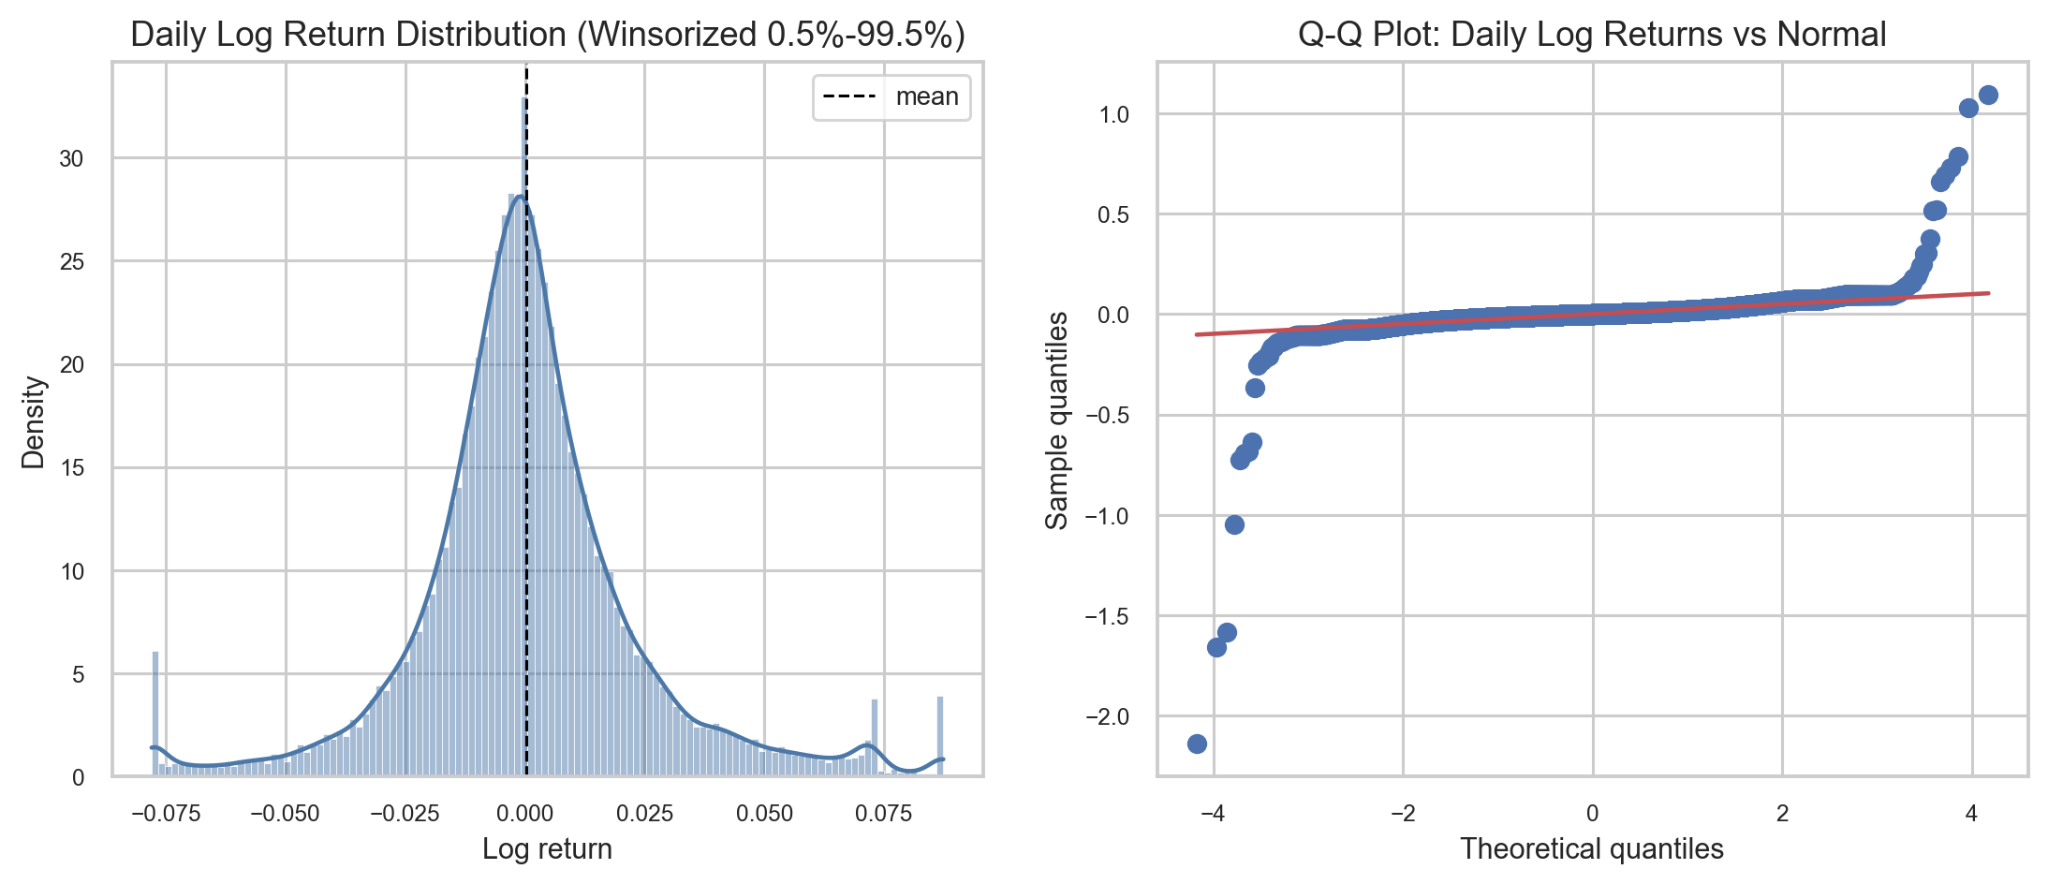 Daily Log Return Distribution (Winsorized 0.5%-99.5%)
mean
Density
30
25
20
15
10
5
0
−0.075 −0.050 −0.025 0.000 0.025 0.050 0.075
Log return
Q-Q Plot: Daily Log Returns vs Normal
Sample quantiles
1.0
0.5
0.0
−0.5
−1.0
−1.5
−2.0
−4 −2 0 2 4
Theoretical quantiles